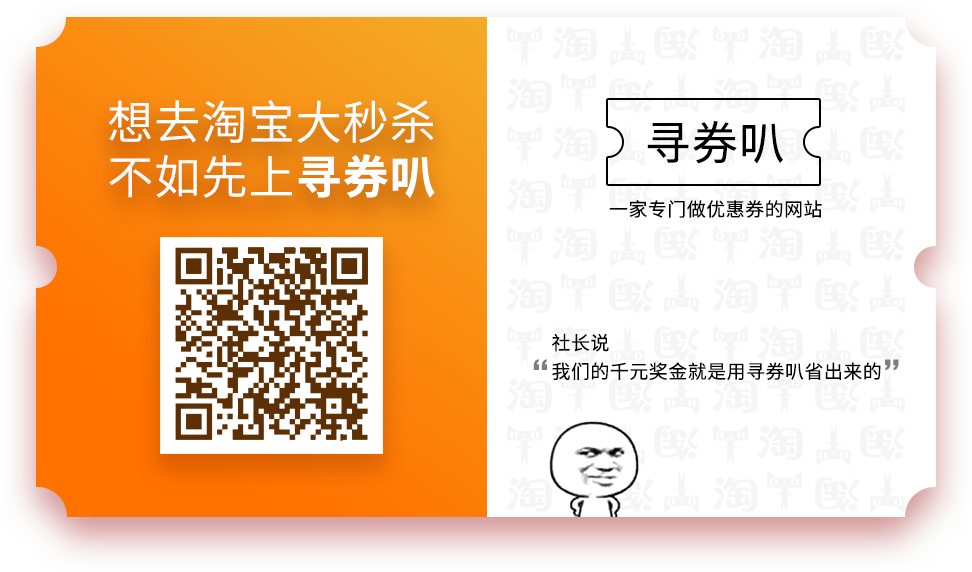 想去淘宝大秒杀
不如先上寻券叭
寻券叭
一家专门做优惠券的网站
社长说
“我们的千元奖金就是用寻券叭省出来的”